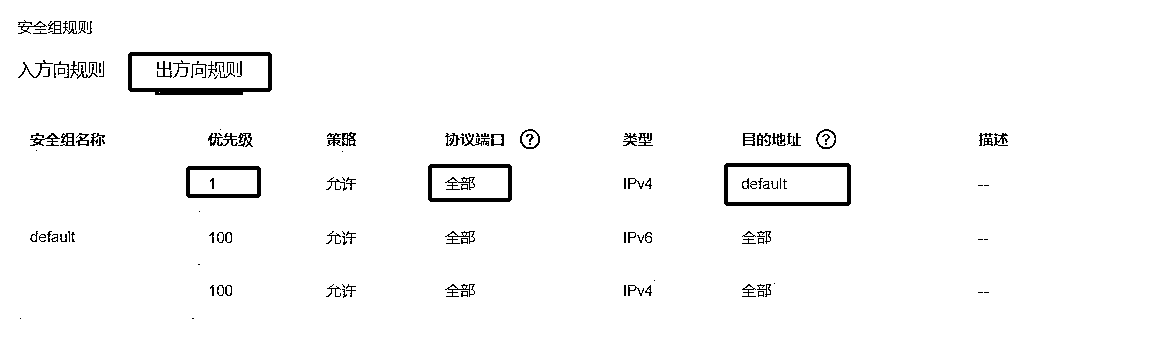 安全组规则
入方向规则 出方向规则
安全组名称 优先级 策略 协议端口 ? 类型 目的地址 ? 描述
1 允许 全部 IPv4 default --
default 100 允许 全部 IPv6 全部 --
100 允许 全部 IPv4 全部 --